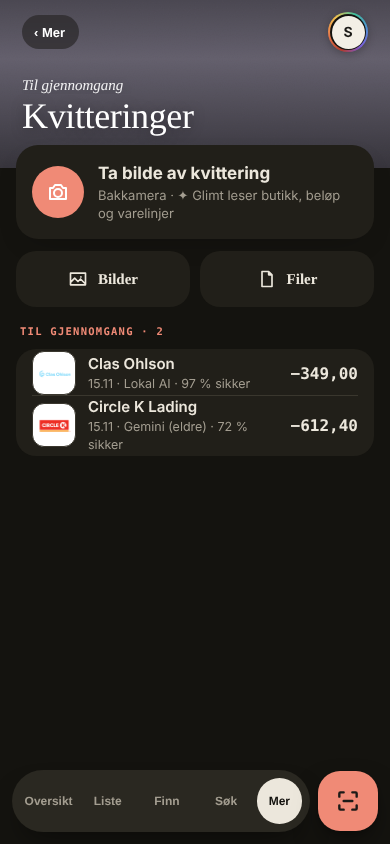 ‹ Mer
S
Til gjennomgang
Kvitteringer
Ta bilde av kvittering
Bakkamera · ✦ Glimt leser butikk, beløp
og varelinjer
Bilder
Filer
TIL GJENNOMGANG · 2
Clas Ohlson
Clas Ohlson
15.11 · Lokal AI · 97 % sikker
−349,00
CIRCLE K
Circle K Lading
15.11 · Gemini (eldre) · 72 %
sikker
−612,40
Oversikt
Liste
Finn
Søk
Mer